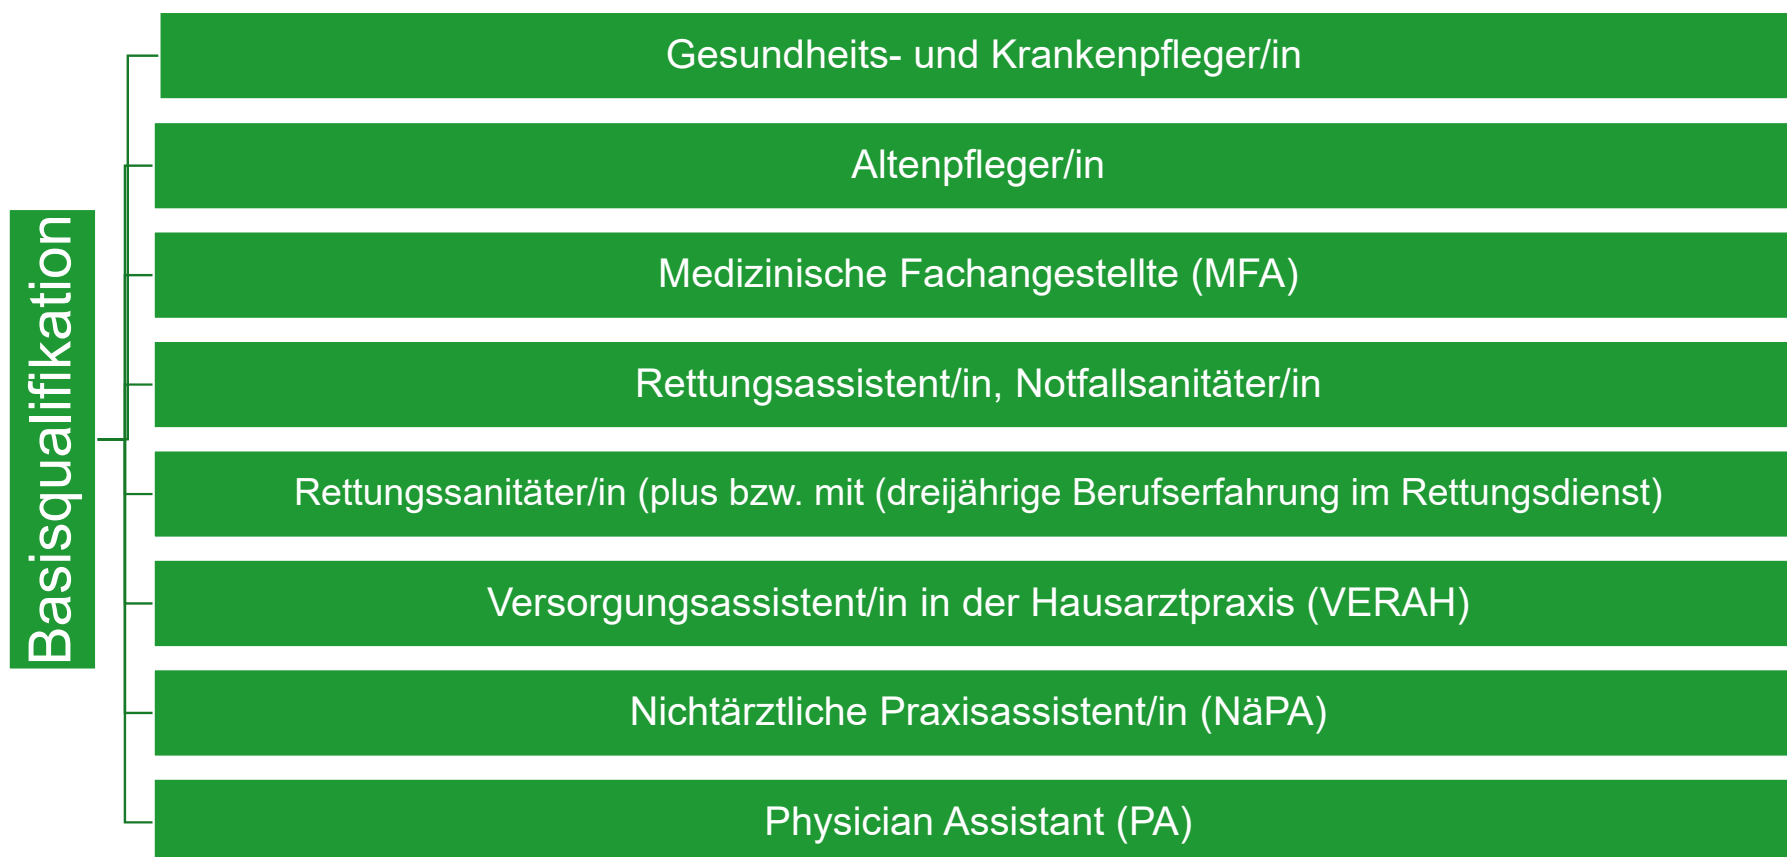 Basisqualifikation
Gesundheits- und Krankenpfleger/in
Altenpfleger/in
Medizinische Fachangestellte (MFA)
Rettungsassistent/in, Notfallsanitäter/in
Rettungssanitäter/in (plus bzw. mit (dreijährige Berufserfahrung im Rettungsdienst)
Versorgungsassistent/in in der Hausarztpraxis (VERAH)
Nichtärztliche Praxisassistent/in (NäPA)
Physician Assistant (PA)